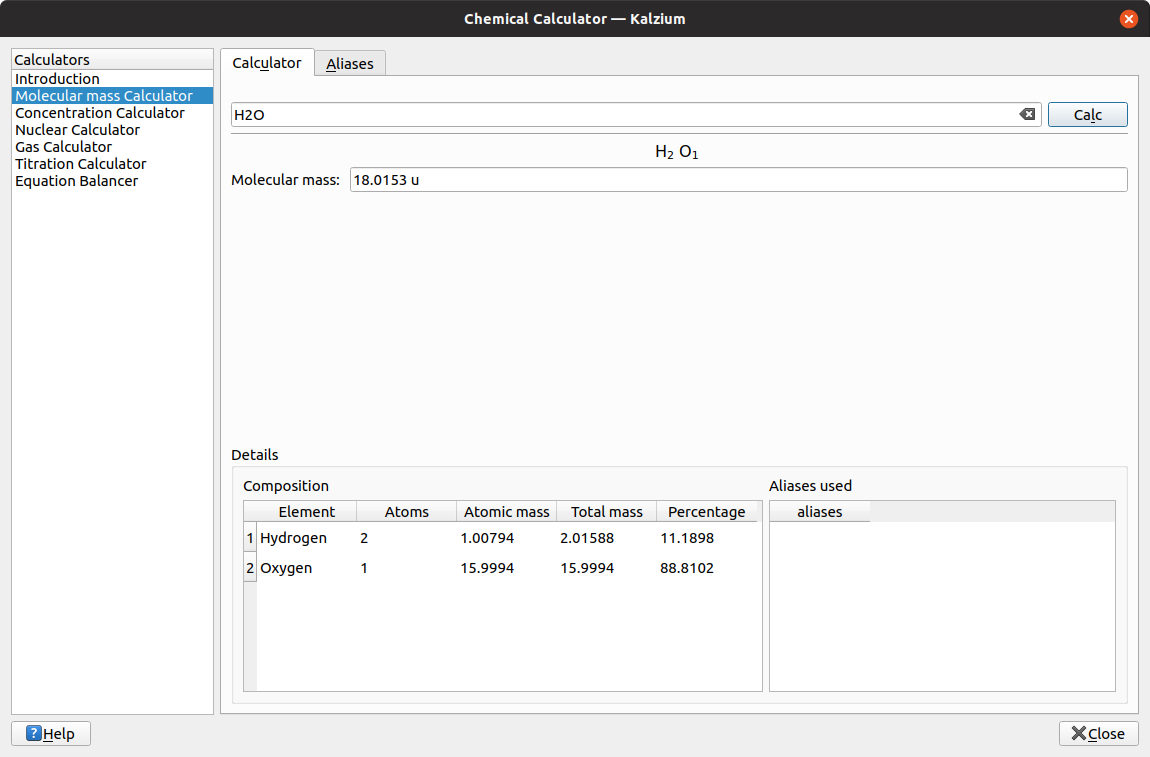 Chemical Calculator — Kalzium
Calculators
Introduction
Molecular mass Calculator
Concentration Calculator
Nuclear Calculator
Gas Calculator
Titration Calculator
Equation Balancer
Calculator Aliases
H2O Calc
H₂ O₁
Molecular mass: 18.0153 u
Details
Composition
Element Atoms Atomic mass Total mass Percentage
1 Hydrogen 2 1.00794 2.01588 11.1898
2 Oxygen 1 15.9994 15.9994 88.8102
Aliases used
aliases
? Help
Close